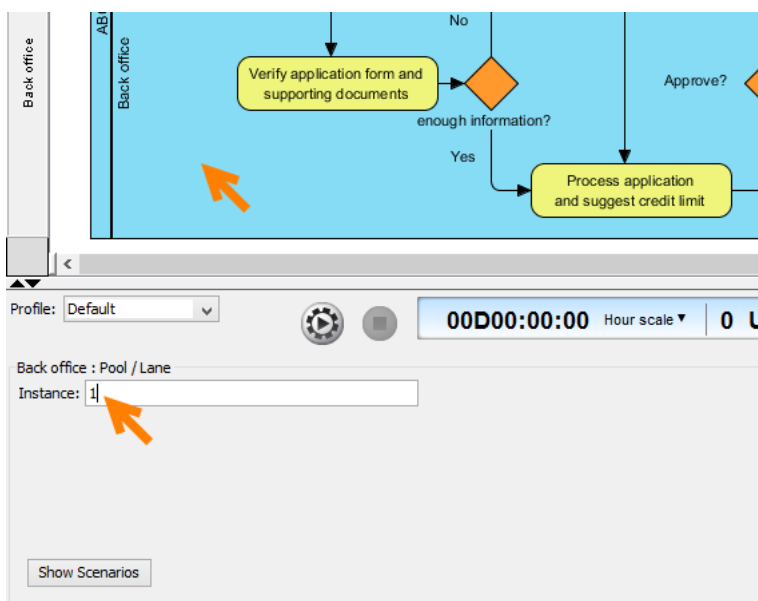 Back office
AB
Back office
No
Verify application form and
supporting documents
enough information?
Yes
Approve?
Process application
and suggest credit limit
Profile: Default
00D00:00:00 Hour scale 0
Back office : Pool / Lane
Instance: 1
Show Scenarios